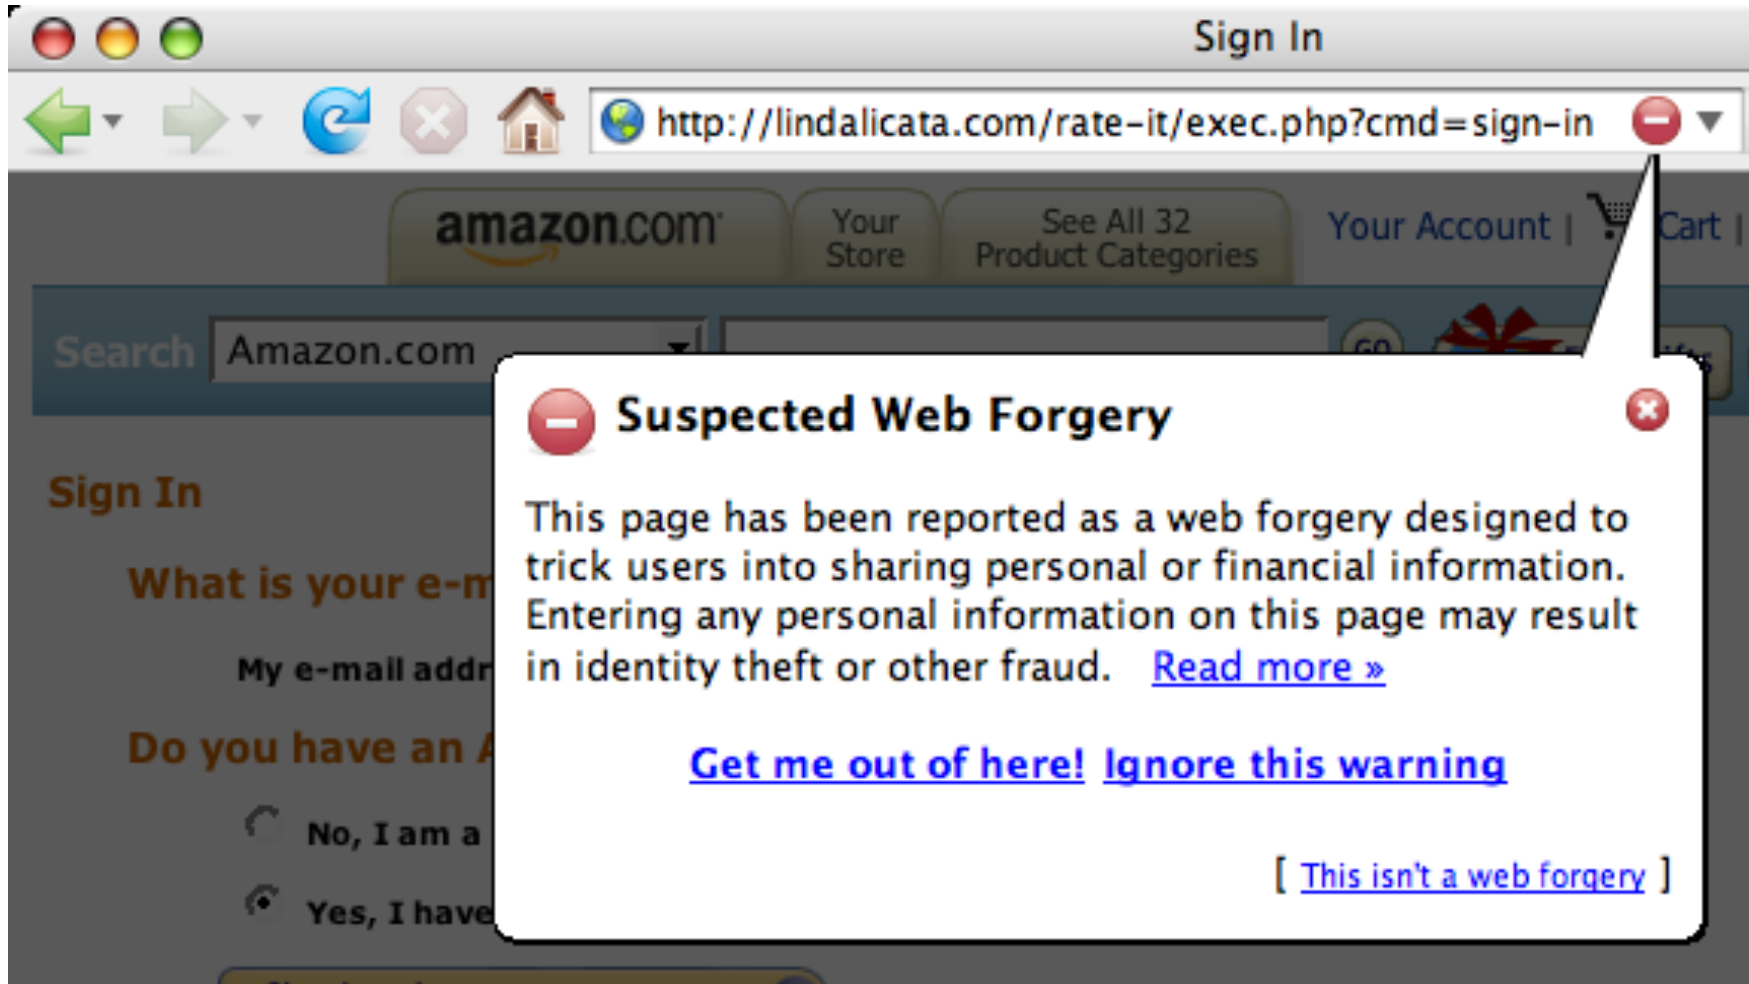 Sign In
http://lindalicata.com/rate-it/exec.php?cmd=sign-in
amazon.com
Your
Store
See All 32
Product Categories
Your Account |
Cart |
Search
Amazon.com
GO
Suspected Web Forgery
Sign In
This page has been reported as a web forgery designed to
trick users into sharing personal or financial information.
What is your e-m
Entering any personal information on this page may result
My e-mail addr
in identity theft or other fraud. Read more »
Do you have an A
Get me out of here! Ignore this warning
No, I am a
[ This isn't a web forgery ]
Yes, I have